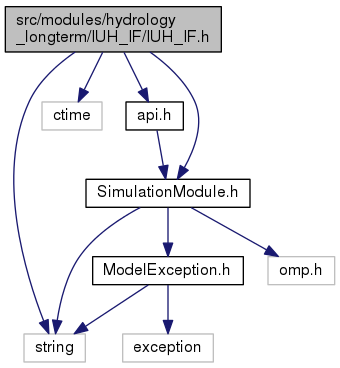 src/modules/hydrology
_longterm/IUH_IF/IUH_IF.h
ctime
api.h
SimulationModule.h
ModelException.h
omp.h
string
exception